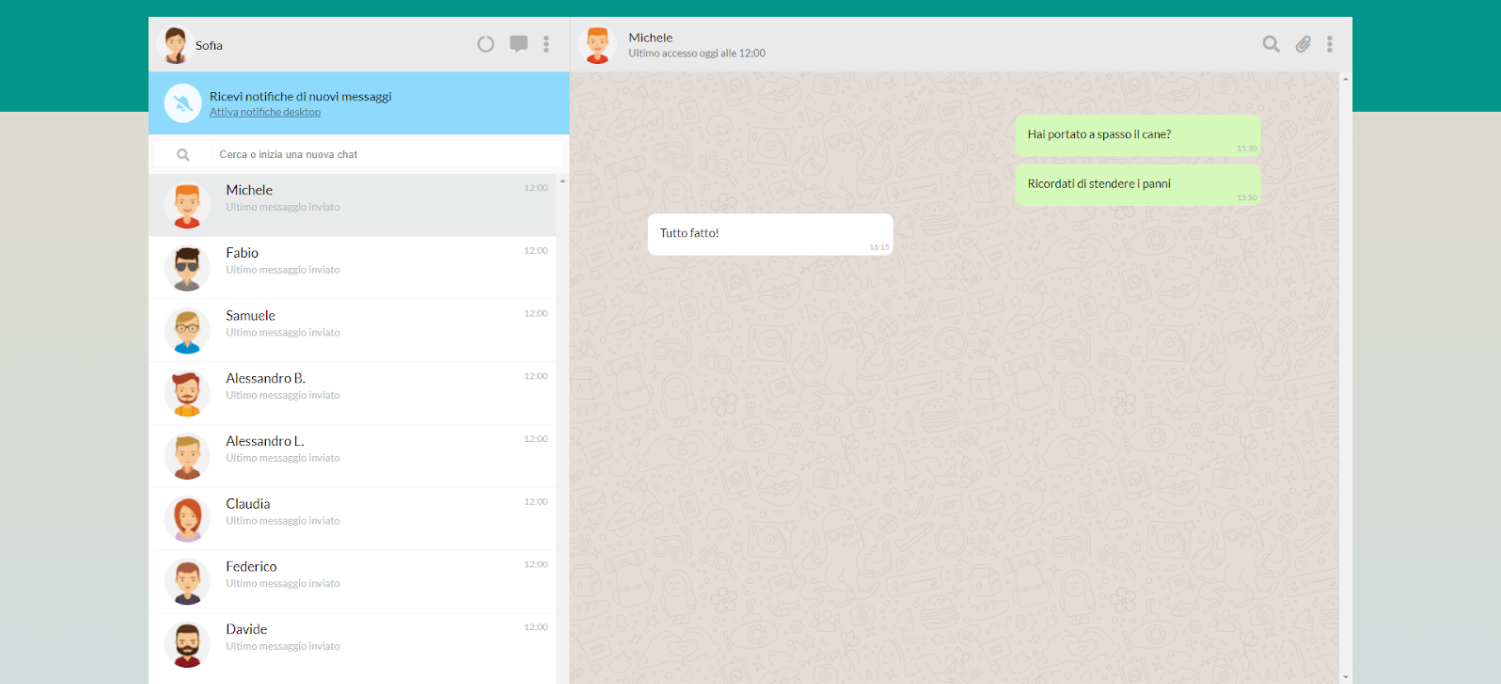 Sofia
Ricevi notifiche di nuovi messaggi
Attiva notifiche desktop
Cerca o inizia una nuova chat
Michele
12:00
Ultimo messaggio inviato
Fabio
12:00
Ultimo messaggio inviato
Samuele
12:00
Ultimo messaggio inviato
Alessandro B.
12:00
Ultimo messaggio inviato
Alessandro L.
12:00
Ultimo messaggio inviato
Claudia
12:00
Ultimo messaggio inviato
Federico
12:00
Ultimo messaggio inviato
Davide
12:00
Ultimo messaggio inviato
Michele
Ultimo accesso oggi alle 12:00
Hai portato a spasso il cane?
15:30
Ricordati di stendere i panni
15:50
Tutto fatto!
16:15